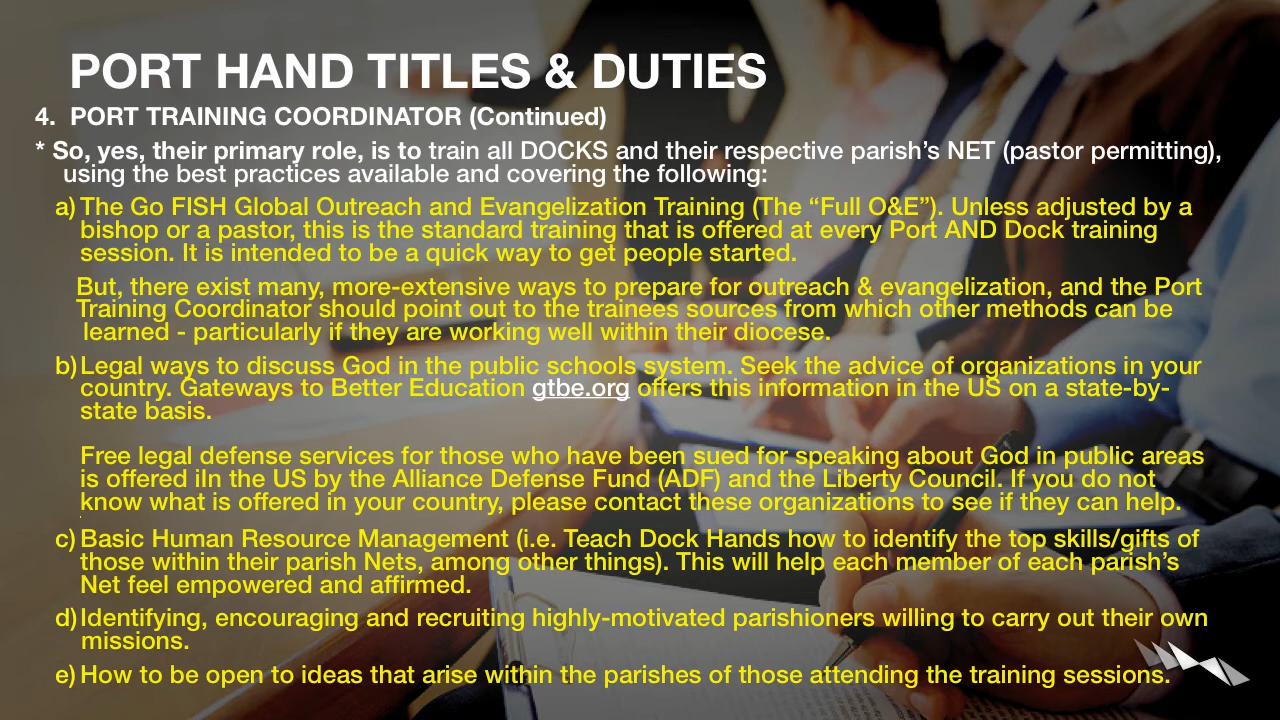 PORT HAND TITLES & DUTIES
4. PORT TRAINING COORDINATOR (Continued)
* So, yes, their primary role, is to train all DOCKS and their respective parish’s NET (pastor permitting),
using the best practices available and covering the following:
a) The Go FISH Global Outreach and Evangelization Training (The “Full O&E”). Unless adjusted by a
bishop or a pastor, this is the standard training that is offered at every Port AND Dock training
session. It is intended to be a quick way to get people started.
But, there exist many, more-extensive ways to prepare for outreach & evangelization, and the Port
Training Coordinator should point out to the trainees sources from which other methods can be
learned - particularly if they are working well within their diocese.
b) Legal ways to discuss God in the public schools system. Seek the advice of organizations in your
country. Gateways to Better Education gtbe.org offers this information in the US on a state-by-
state basis.
Free legal defense services for those who have been sued for speaking about God in public areas
is offered iIn the US by the Alliance Defense Fund (ADF) and the Liberty Council. If you do not
know what is offered in your country, please contact these organizations to see if they can help.
.
c) Basic Human Resource Management (i.e. Teach Dock Hands how to identify the top skills/gifts of
those within their parish Nets, among other things). This will help each member of each parish’s
Net feel empowered and affirmed.
d) Identifying, encouraging and recruiting highly-motivated parishioners willing to carry out their own
missions.
e) How to be open to ideas that arise within the parishes of those attending the training sessions.